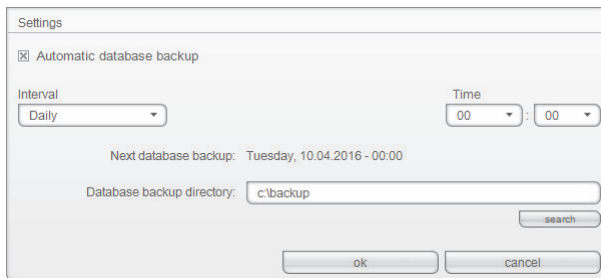 Settings
Automatic database backup
Interval Time
Daily 00 : 00
Next database backup: Tuesday, 10.04.2016 - 00:00
Database backup directory: c:\backup
search
ok cancel